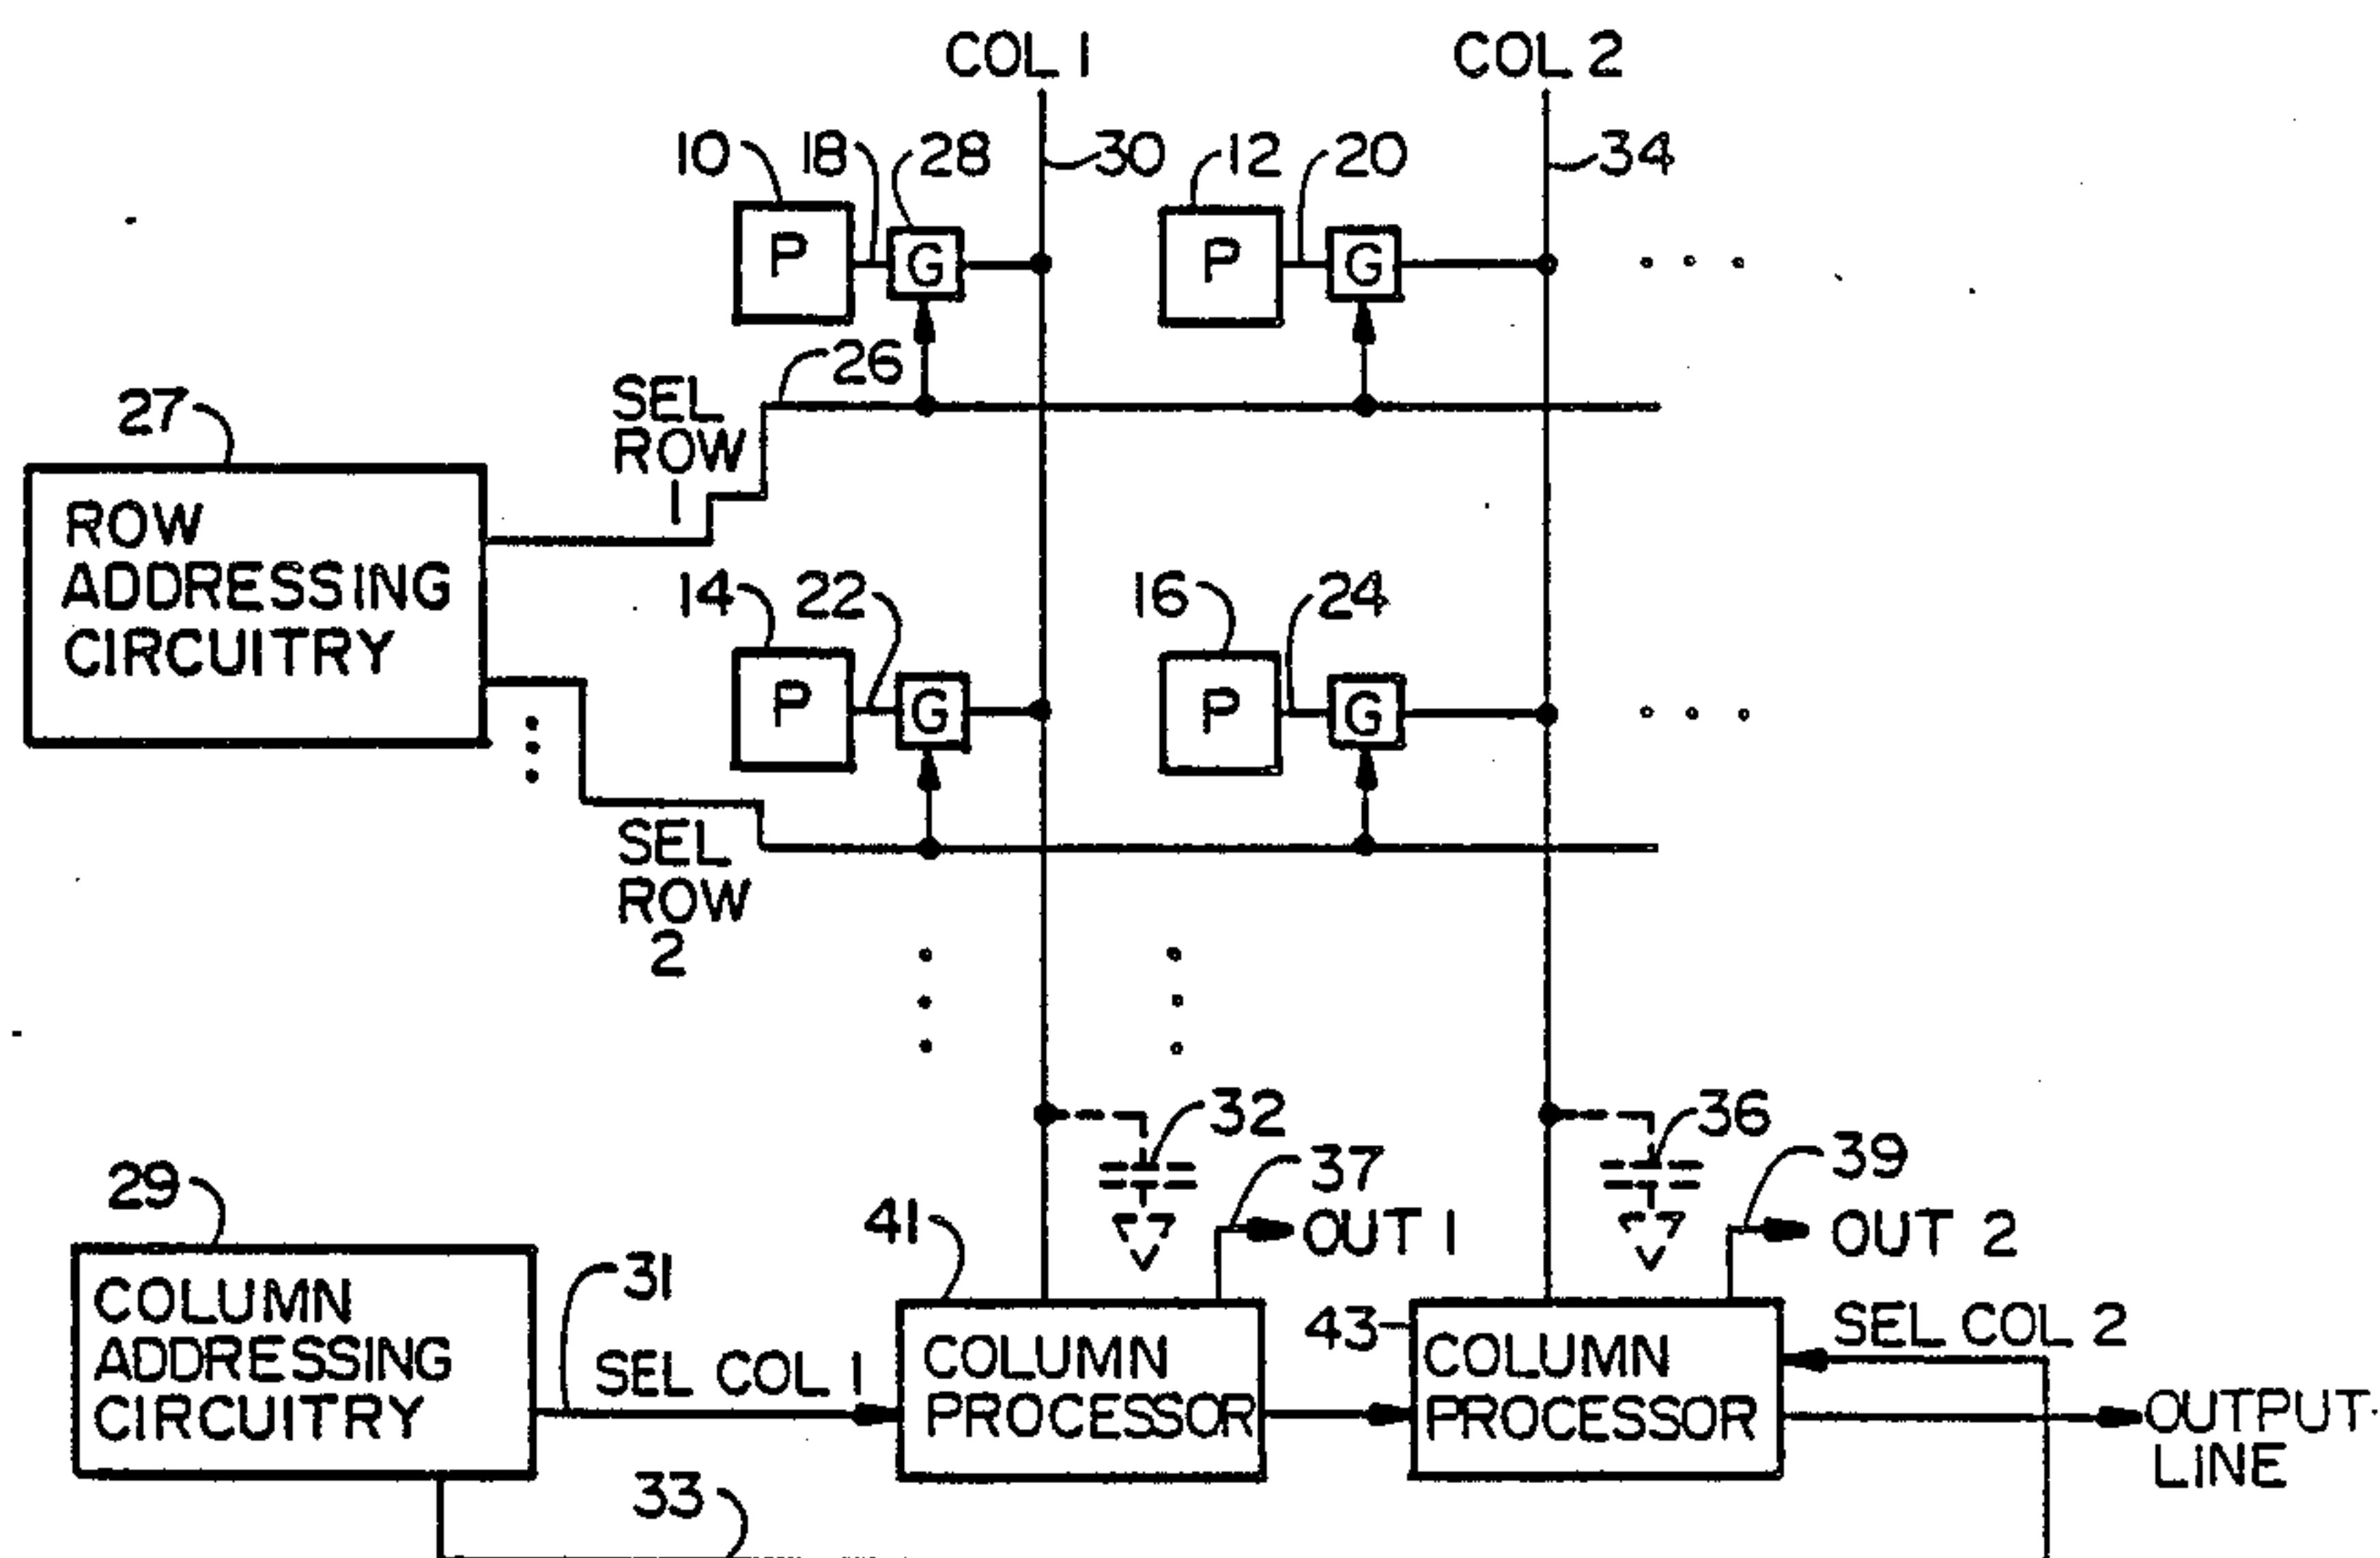 COL 1
COL 2
10
18
28
30
12
20
34
P
G
P
G
26
SEL
ROW
1
27
ROW
ADDRESSING
CIRCUITRY
14
22
16
24
P
G
P
G
SEL
ROW
2
32
36
37
39
29
41
OUT 1
OUT 2
31
43
SEL COL 2
COLUMN
ADDRESSING
CIRCUITRY
SEL COL 1
COLUMN
PROCESSOR
COLUMN
PROCESSOR
OUTPUT
LINE
33